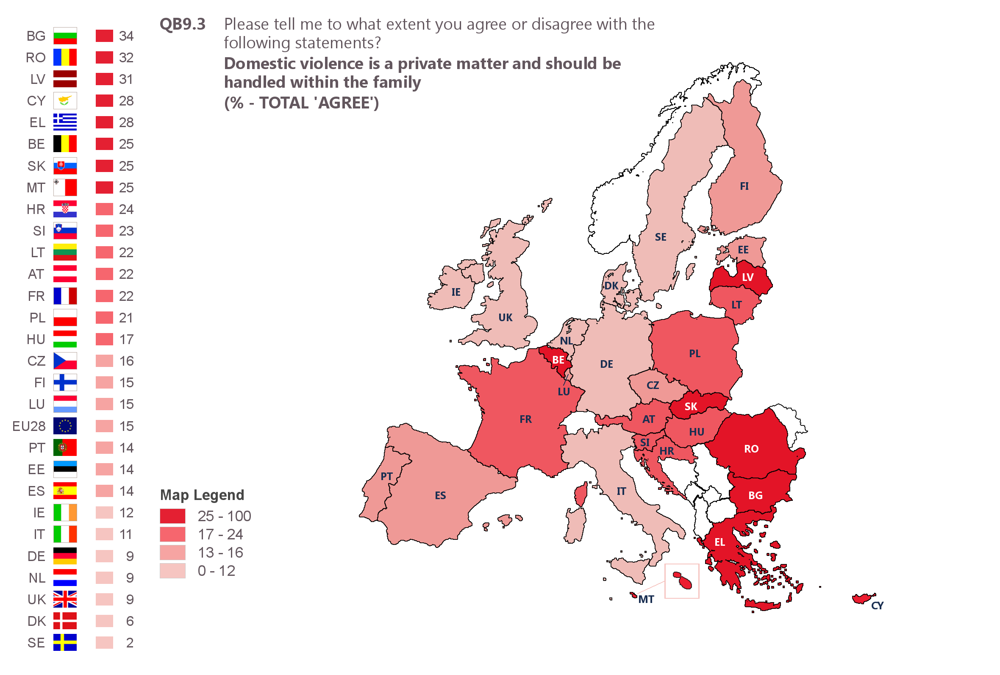 QB9.3 Please tell me to what extent you agree or disagree with the
following statements?
Domestic violence is a private matter and should be
handled within the family
(% - TOTAL 'AGREE')
BG 34
RO 32
LV 31
CY 28
EL 28
BE 25
SK 25
MT 25
HR 24
SI 23
LT 22
AT 22
FR 22
PL 21
HU 17
CZ 16
FI 15
LU 15
EU28 15
PT 14
EE 14
ES 14
IE 12
IT 11
DE 9
NL 9
UK 9
DK 6
SE 2
Map Legend
25 - 100
17 - 24
13 - 16
0 - 12
FI
SE
EE
LV
DK
IE
LT
UK
NL
PL
BE
DE
CZ
LU
SK
FR
AT
HU
SI
RO
HR
PT
IT
ES
BG
EL
MT
CY